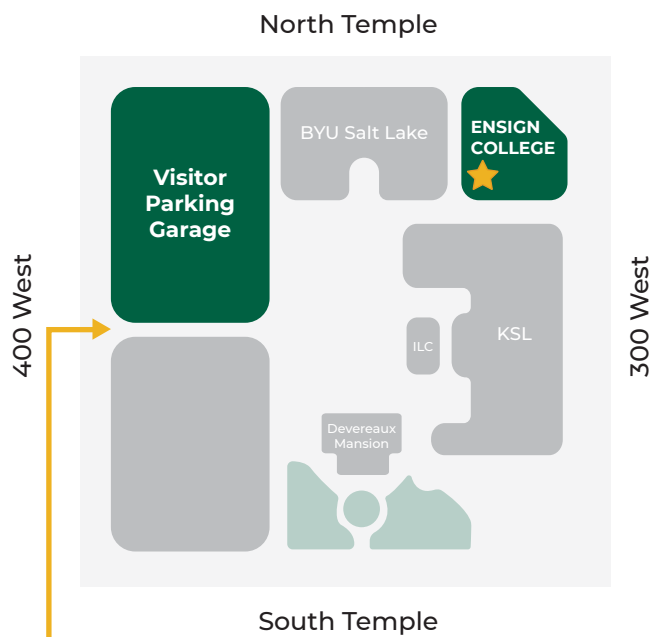 North Temple
BYU Salt Lake
ENSIGN
COLLEGE
Visitor
Parking
Garage
400 West
300 West
KSL
ILC
Devereaux
Mansion
South Temple